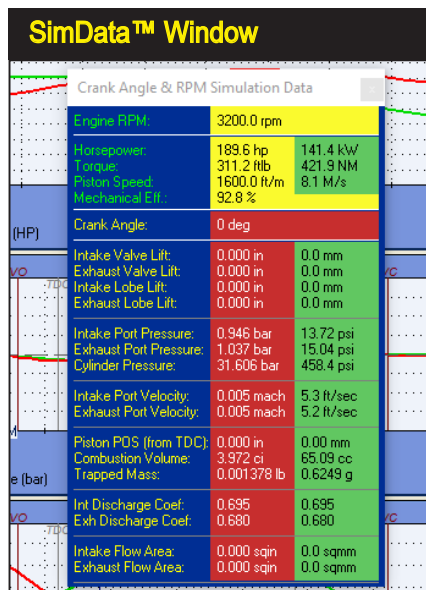 SimData™ Window
Crank Angle & RPM Simulation Data
x
Engine RPM: 3200.0 rpm
Horsepower: 189.6 hp 141.4 kW
Torque: 311.2 ftlb 421.9 NM
Piston Speed: 1600.0 ft/m 8.1 M/s
Mechanical Eff.: 92.8 %
Crank Angle: 0 deg
Intake Valve Lift: 0.000 in 0.0 mm
Exhaust Valve Lift: 0.000 in 0.0 mm
Intake Lobe Lift: 0.000 in 0.0 mm
Exhaust Lobe Lift: 0.000 in 0.0 mm
Intake Port Pressure: 0.946 bar 13.72 psi
Exhaust Port Pressure: 1.037 bar 15.04 psi
Cylinder Pressure: 31.606 bar 458.4 psi
Intake Port Velocity: 0.005 mach 5.3 ft/sec
Exhaust Port Velocity: 0.005 mach 5.2 ft/sec
Piston POS (from TDC): 0.000 in 0.00 mm
Combustion Volume: 3.972 ci 65.09 cc
Trapped Mass: 0.001378 lb 0.6249 g
Int Discharge Coef: 0.695 0.695
Exh Discharge Coef: 0.680 0.680
Intake Flow Area: 0.000 sqin 0.0 sqmm
Exhaust Flow Area: 0.000 sqin 0.0 sqmm
(HP)
VO
TDC
VC
e (bar)
VO
TDC
VC